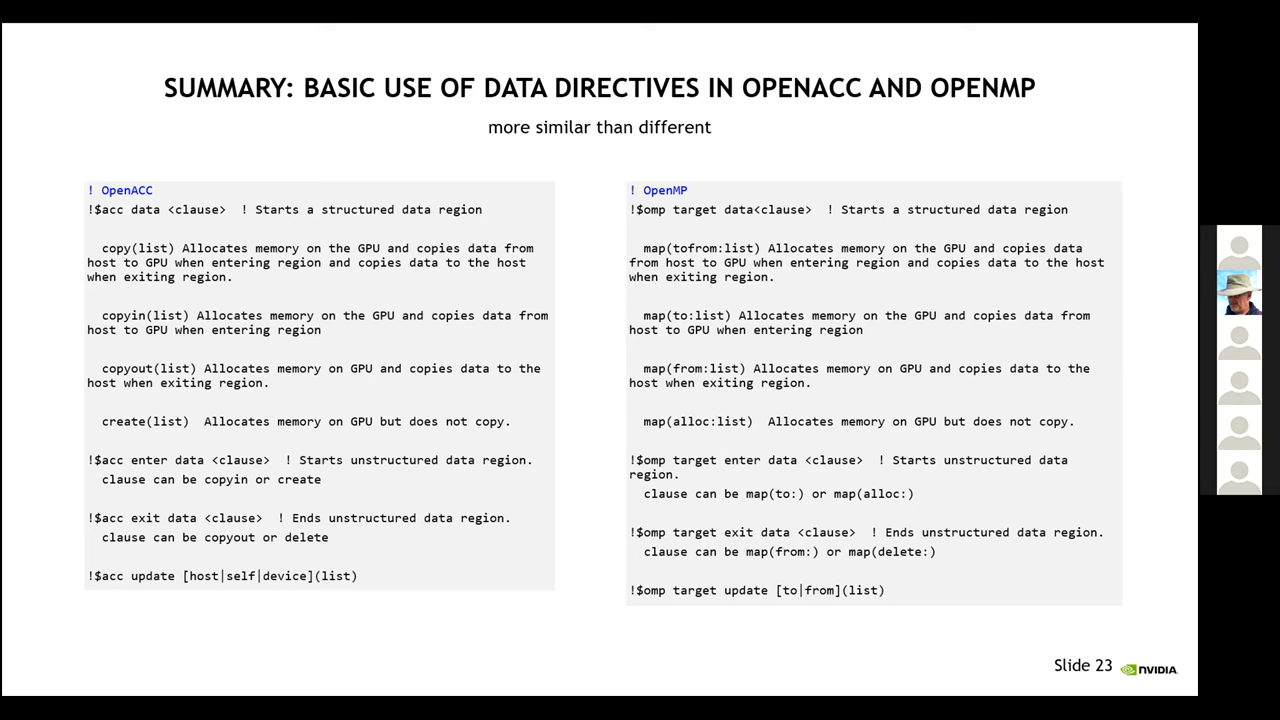 SUMMARY: BASIC USE OF DATA DIRECTIVES IN OPENACC AND OPENMP
more similar than different
! OpenACC
!$acc data <clause>  ! Starts a structured data region
copy(list) Allocates memory on the GPU and copies data from
host to GPU when entering region and copies data to the host
when exiting region.
copyin(list) Allocates memory on the GPU and copies data from
host to GPU when entering region
copyout(list) Allocates memory on GPU and copies data to the
host when exiting region.
create(list)  Allocates memory on GPU but does not copy.
!$acc enter data <clause>  ! Starts unstructured data region.
clause can be copyin or create
!$acc exit data <clause>  ! Ends unstructured data region.
clause can be copyout or delete
!$acc update [host|self|device](list)
! OpenMP
!$omp target data<clause>  ! Starts a structured data region
map(tofrom:list) Allocates memory on the GPU and copies data
from host to GPU when entering region and copies data to the host
when exiting region.
map(to:list) Allocates memory on the GPU and copies data from
host to GPU when entering region
map(from:list) Allocates memory on GPU and copies data to the
host when exiting region.
map(alloc:list)  Allocates memory on GPU but does not copy.
!$omp target enter data <clause>  ! Starts unstructured data
region.
clause can be map(to:) or map(alloc:)
!$omp target exit data <clause>  ! Ends unstructured data region.
clause can be map(from:) or map(delete:)
!$omp target update [to|from](list)
Slide 23
NVIDIA